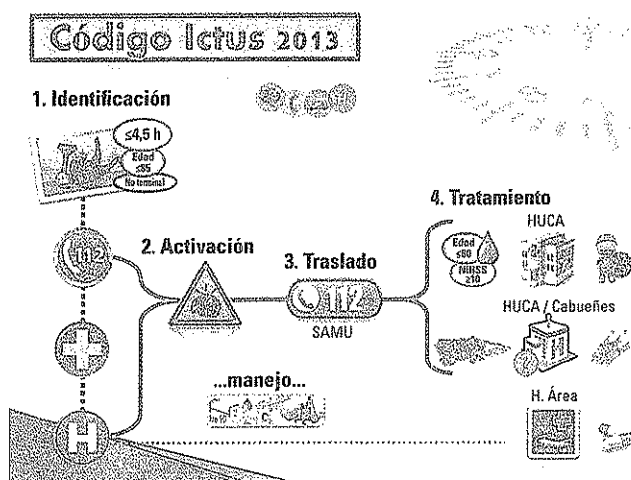 Código Ictus 2013
1. Identificación
≤4,5 h
Edad
≤85
No terminal
112
2. Activación
3. Traslado
112
SAMU
4. Tratamiento
HUCA
Edad
≤80
NIHSS
≥10
HUCA / Cabueñes
...manejo...
H. Área
H